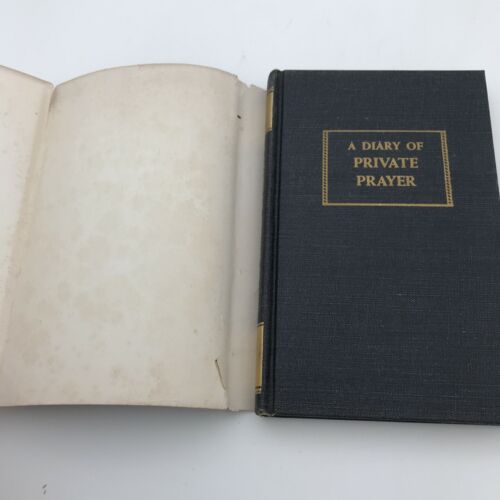 A DIARY OF
PRIVATE
PRAYER